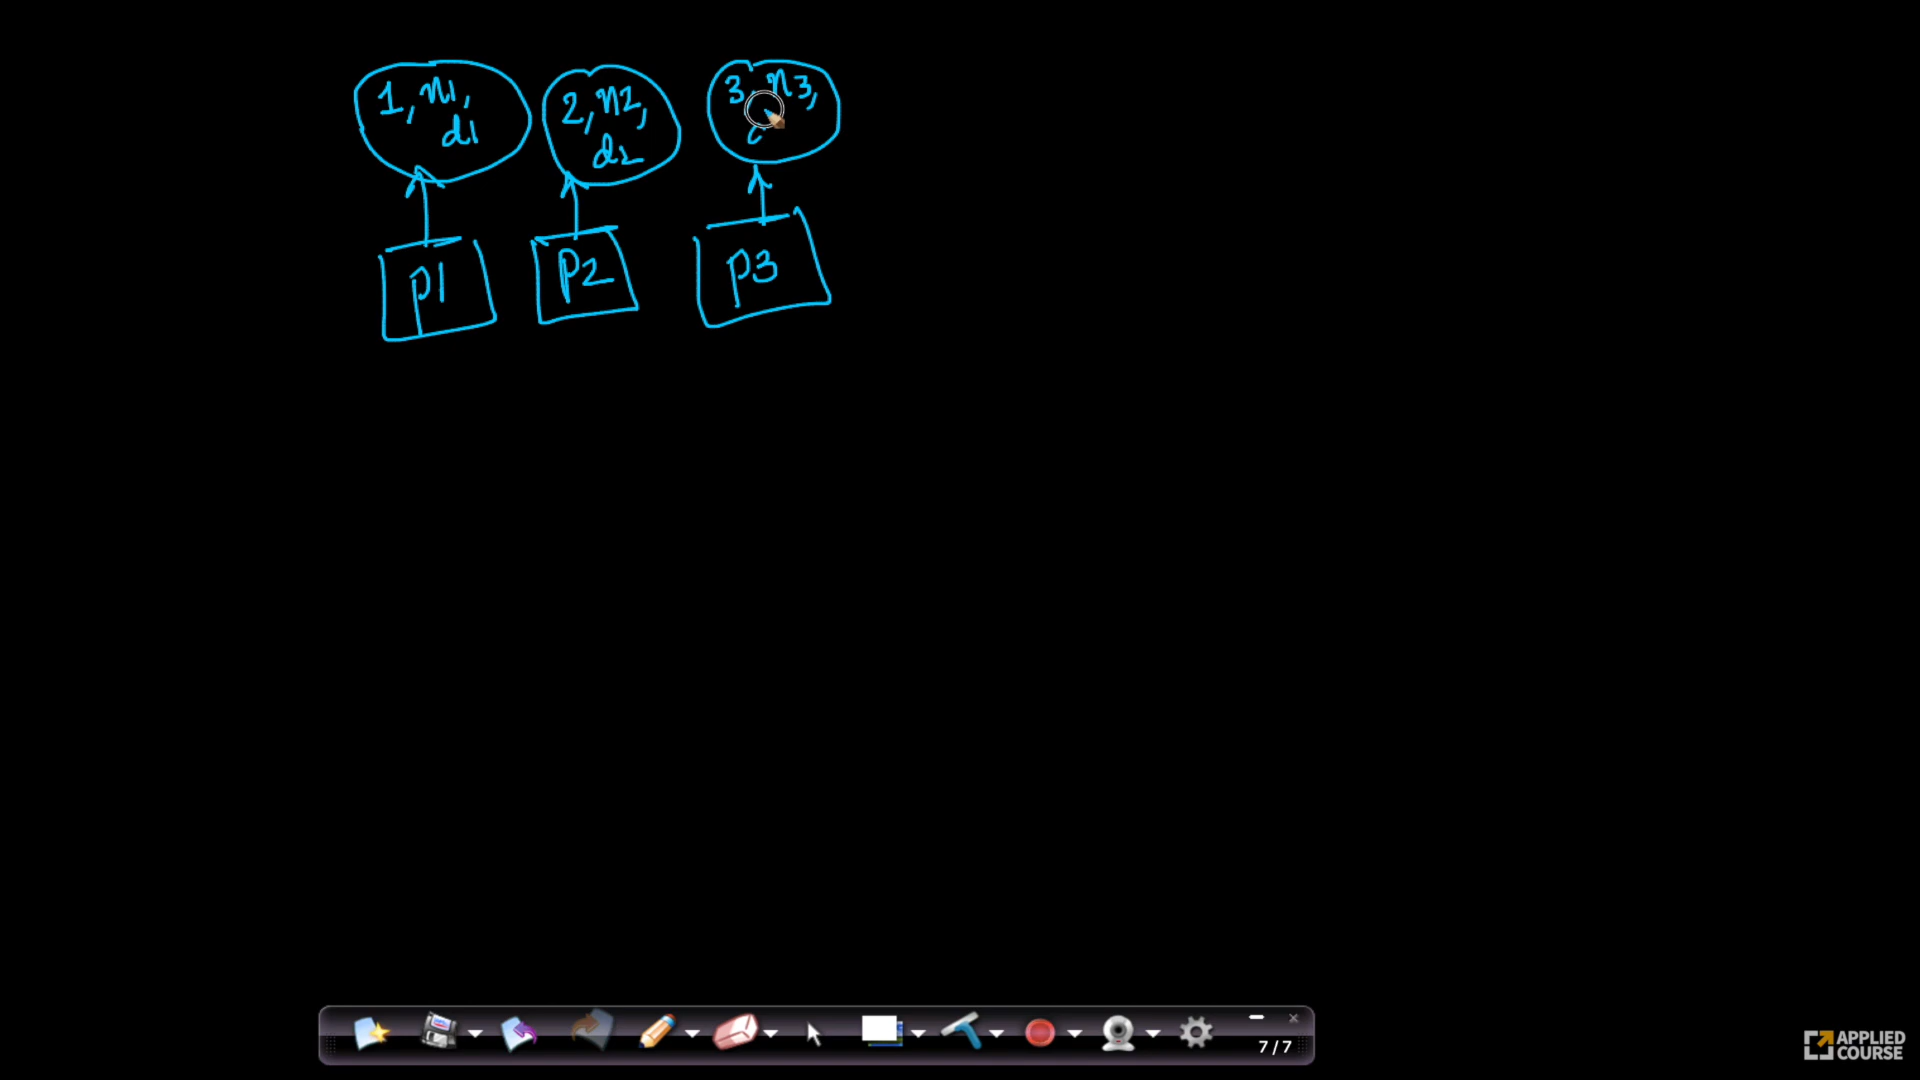 1, n1,
d1
2, n2,
d2
3, n3,
p1
p2
p3
7/7
APPLIED
COURSE